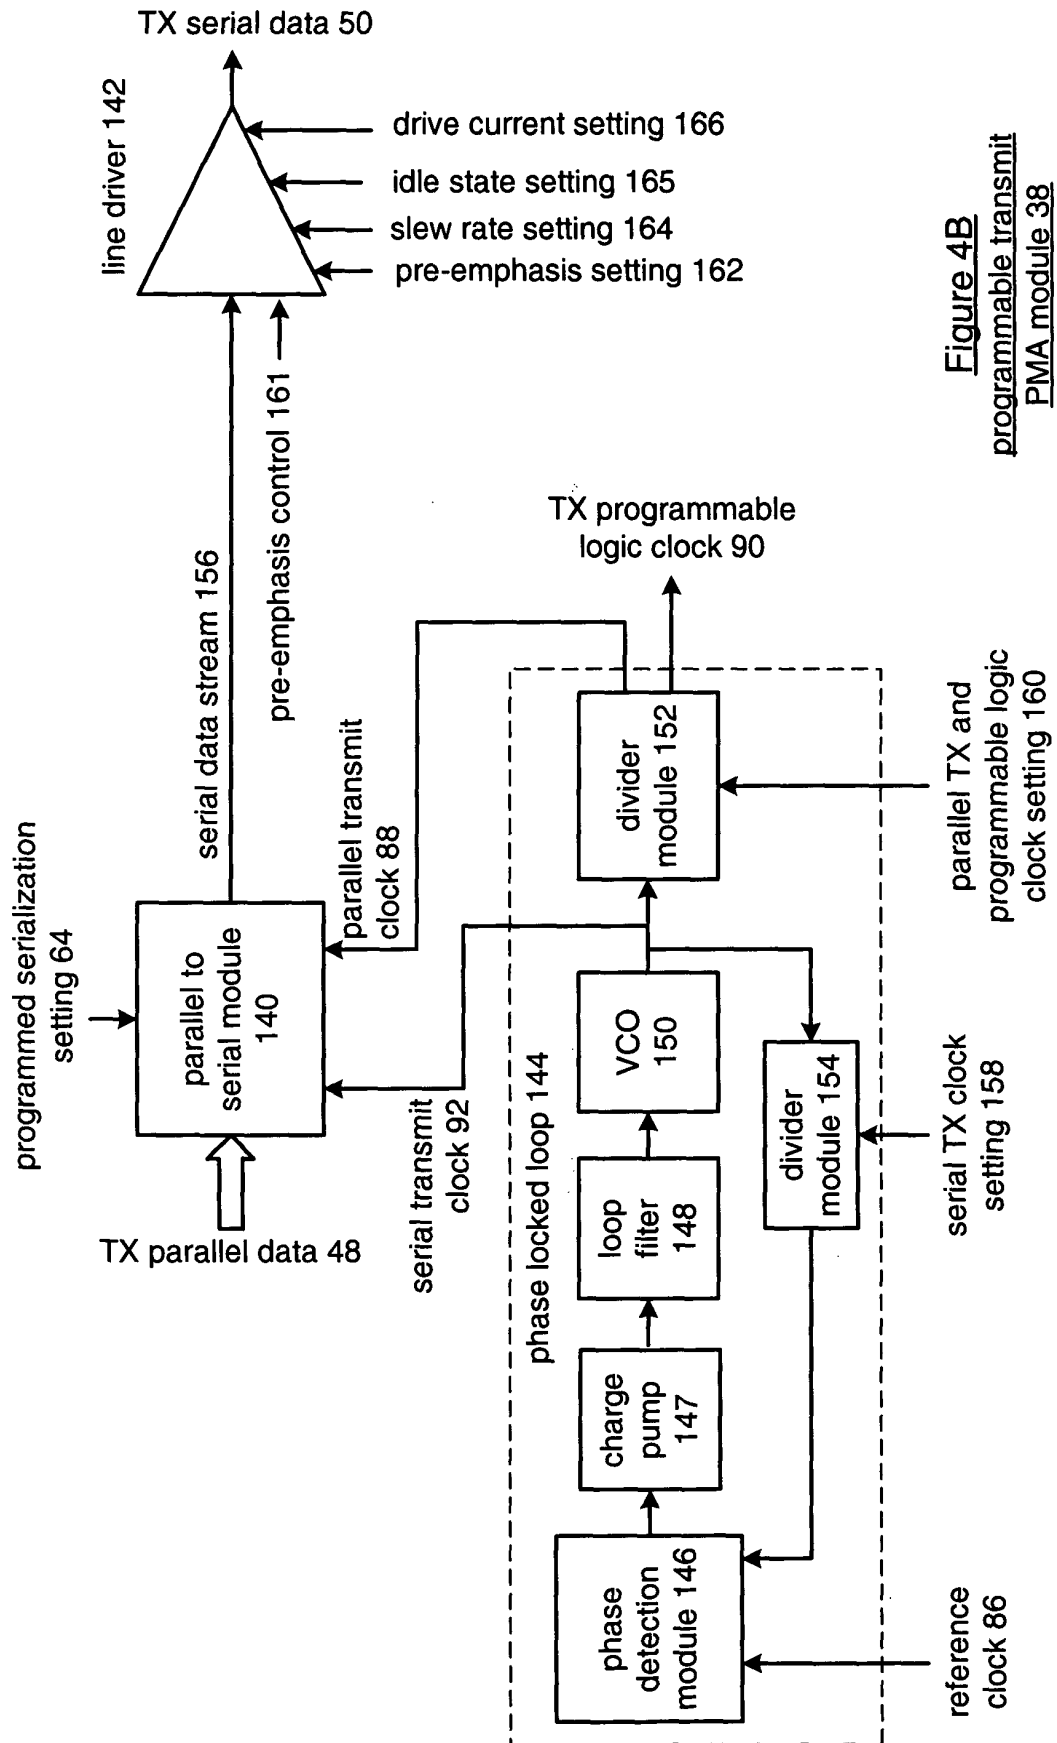 TX serial data 50
line driver 142
drive current setting 166
idle state setting 165
slew rate setting 164
pre-emphasis setting 162
pre-emphasis control 161
serial data stream 156
programmed serialization
setting 64
parallel to
serial module
140
TX parallel data 48
parallel transmit
clock 88
serial transmit
clock 92
TX programmable
logic clock 90
phase locked loop 144
phase
detection
module 146
charge
pump
147
loop
filter
148
VCO
150
divider
module 152
divider
module 154
reference
clock 86
serial TX clock
setting 158
parallel TX and
programmable logic
clock setting 160
Figure 4B
programmable transmit
PMA module 38